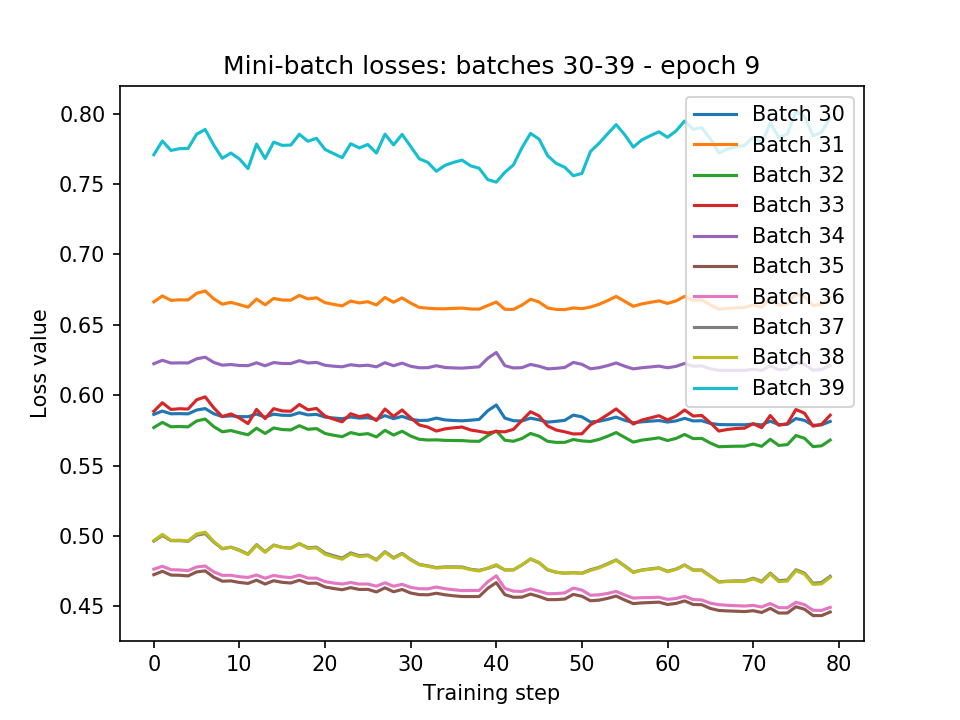 Mini-batch losses: batches 30-39 - epoch 9
Loss value
0.80
0.75
0.70
0.65
0.60
0.55
0.50
0.45
Batch 30
Batch 31
Batch 32
Batch 33
Batch 34
Batch 35
Batch 36
Batch 37
Batch 38
Batch 39
0 10 20 30 40 50 60 70 80
Training step